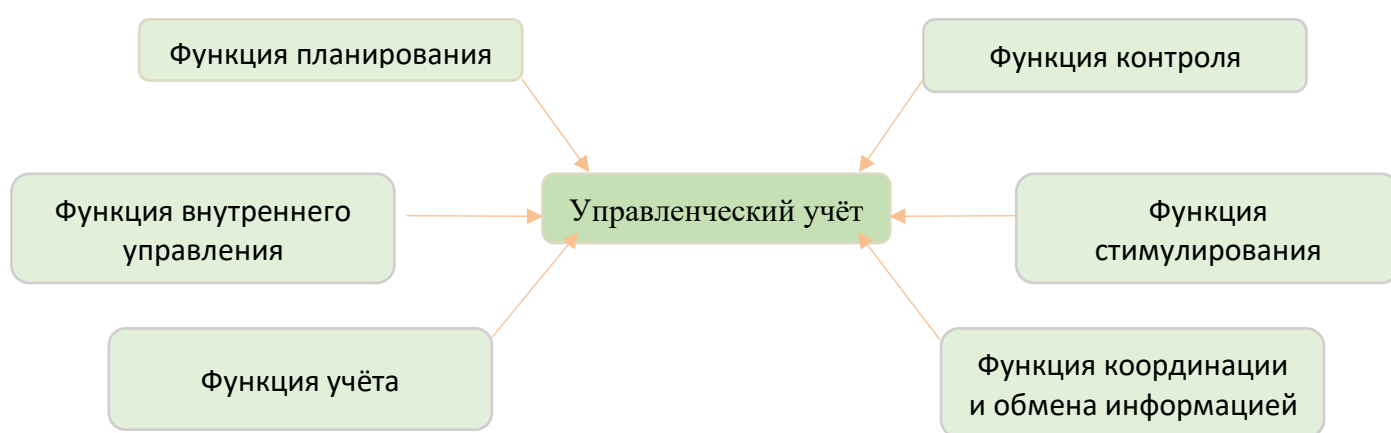 Функция планирования
Функция контроля
Функция внутреннего
управления
Управленческий учёт
Функция
стимулирования
Функция учёта
Функция координации
и обмена информацией